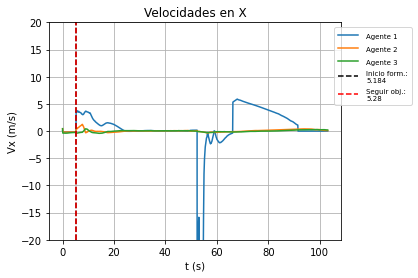 Velocidades en X
Vx (m/s)
20
15
10
5
0
−5
−10
−15
−20
0
20
40
60
80
100
t (s)
Agente 1
Agente 2
Agente 3
Inicio form.:
5.184
Seguir obj.:
5.28